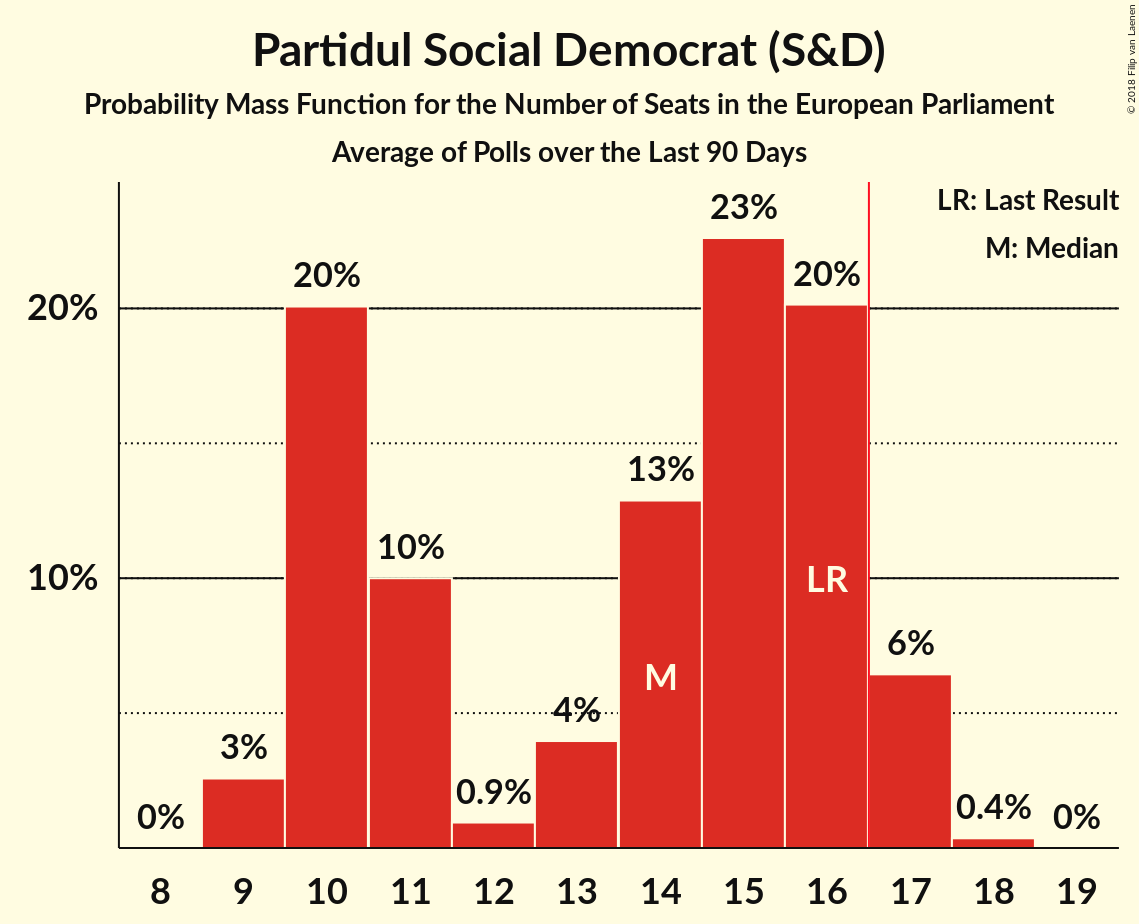 Partidul Social Democrat (S&D)
Probability Mass Function for the Number of Seats in the European Parliament
Average of Polls over the Last 90 Days
© 2018 Filip van Laenen
LR: Last Result
M: Median
23%
20%
20%
20%
13%
10%
10%
LR
6%
M
4%
3%
0.9%
0.4%
0%
0%
8 9 10 11 12 13 14 15 16 17 18 19